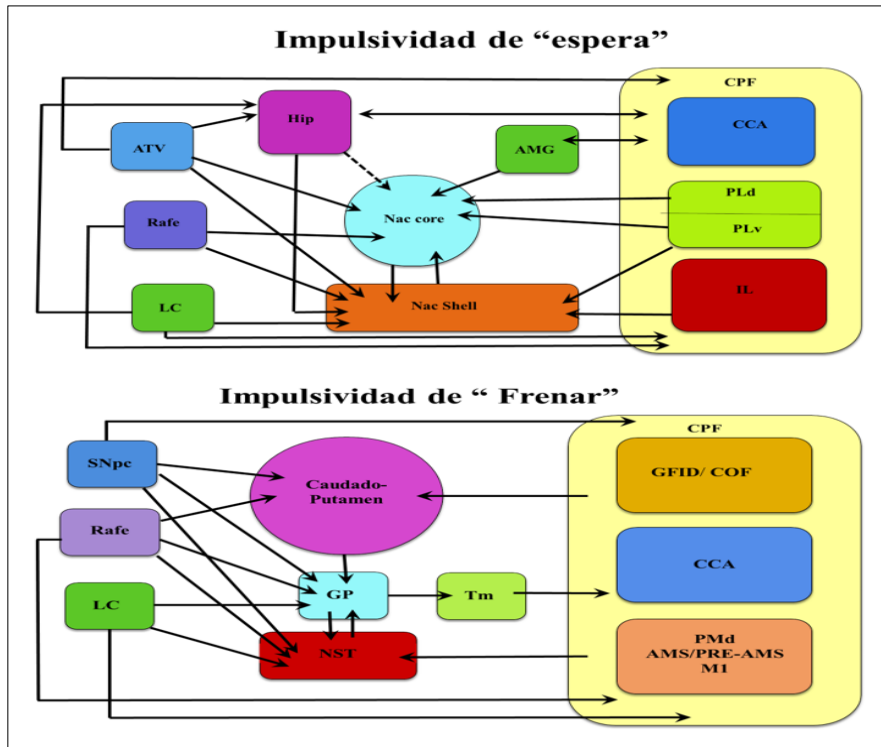 Impulsividad de “espera”
CPF
Hip
CCA
ATV
AMG
PLd
Nac core
Rafe
PLv
IL
LC
Nac Shell
Impulsividad de “ Frenar”
CPF
SNpc
GFID/ COF
Caudado-
Putamen
Rafe
CCA
GP
Tm
LC
PMd
AMS/PRE-AMS
M1
NST